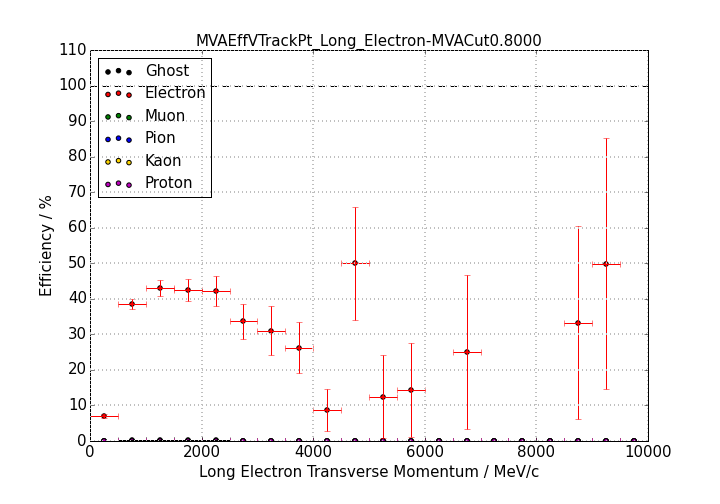 MVAEffVTrackPt_Long_Electron-MVACut0.8000
110
100
90
80
70
60
50
40
30
20
10
0
Efficiency / %
Ghost
Electron
Muon
Pion
Kaon
Proton
0 2000 4000 6000 8000 10000
Long Electron Transverse Momentum / MeV/c